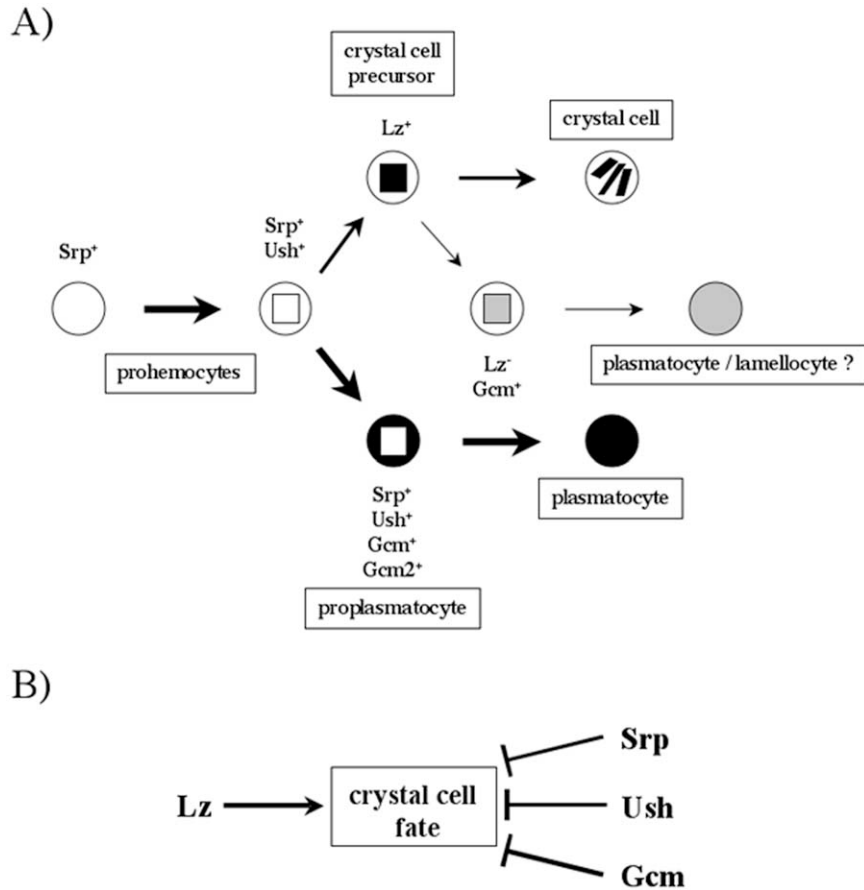 A)
crystal cell
precursor
Lz⁺
crystal cell
Srp⁺
Ush⁺
Srp⁺
prohemocytes
Lz⁻
Gcm⁺
plasmatocyte / lamellocyte ?
Srp⁺
Ush⁺
Gcm⁺
Gcm2⁺
proplasmatocyte
plasmatocyte
B)
Lz
crystal cell
fate
Srp
Ush
Gcm